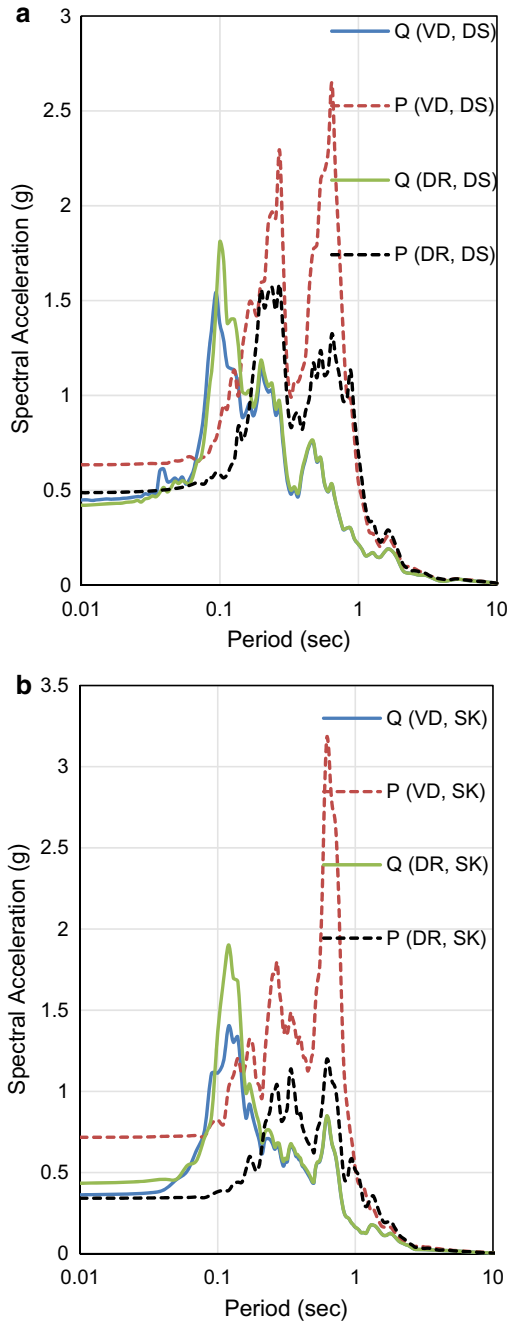 a
3
2.5
2
1.5
1
0.5
0
0.01
0.1
1
10
Spectral Acceleration (g)
Period (sec)
Q (VD, DS)
P (VD, DS)
Q (DR, DS)
P (DR, DS)
b
3.5
3
2.5
2
1.5
1
0.5
0
0.01
0.1
1
10
Spectral Acceleration (g)
Period (sec)
Q (VD, SK)
P (VD, SK)
Q (DR, SK)
P (DR, SK)